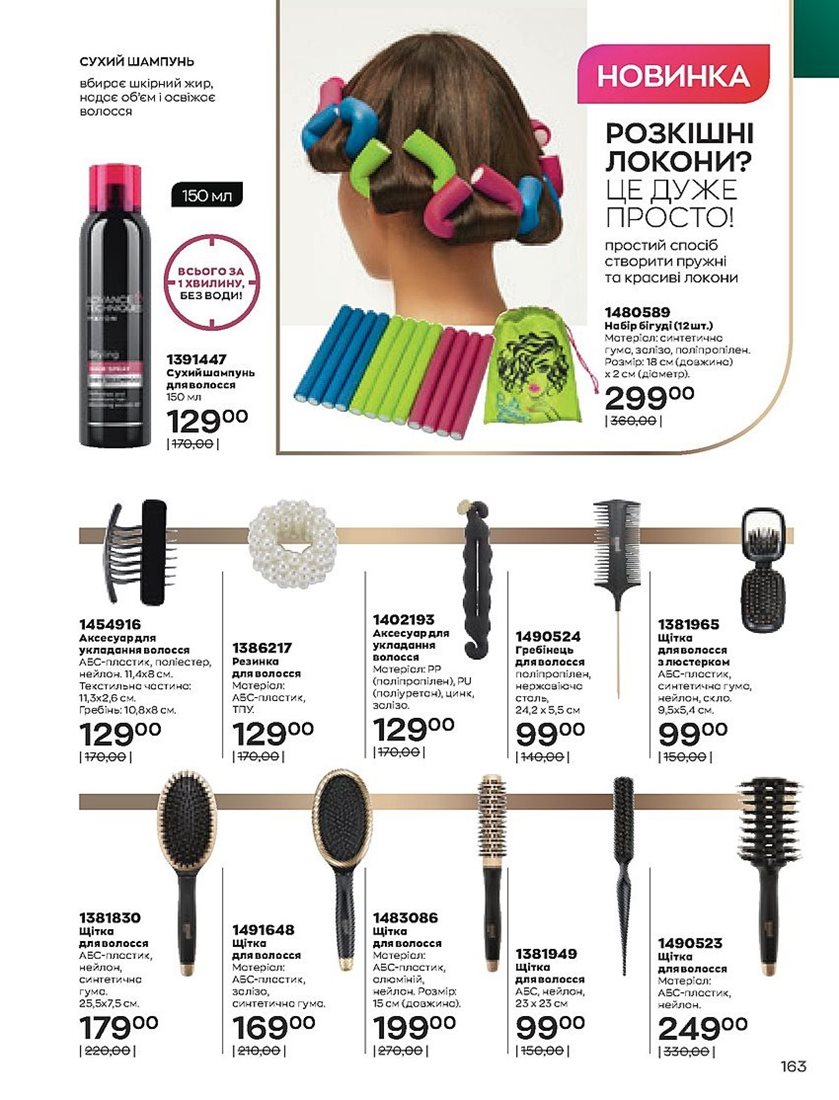 СУХИЙ ШАМПУНЬ
вбирає шкірний жир,
надає об'єм і освіжає
волосся
150 мл
ВСЬОГО ЗА
1 ХВИЛИНУ,
БЕЗ ВОДИ!
ADVANCE
TECHNIQUES
Styling
1391447
Сухий шампунь
для волосся
150 мл
129⁰⁰
|170,00|
НОВИНКА
РОЗКІШНІ
ЛОКОНИ?
ЦЕ ДУЖЕ
ПРОСТО!
простий спосіб
створити пружні
та красиві локони
1480589
Набір бігуді (12 шт.)
Матеріал: синтетична
гума, залізо, поліпропілен.
Розмір: 18 см (довжина)
х 2 см (діаметр).
299⁰⁰
|360,00|
1454916
Аксесуар для
укладання волосся
АБС-пластик, поліестер,
нейлон. 11,4х8 см.
Текстильна частина:
11,3х2,6 см.
Гребінь: 10,8х8 см.
129⁰⁰
|170,00|
1386217
Резинка
для волосся
Матеріал:
АБС-пластик,
ТПУ.
129⁰⁰
|170,00|
1402193
Аксесуар для
укладання
волосся
Матеріал: PP
(поліпропілен), PU
(поліуретан), цинк,
залізо.
129⁰⁰
|170,00|
1490524
Гребінець
для волосся
поліпропілен,
нержавіюча
сталь,
24,2 х 5,5 см
99⁰⁰
|140,00|
1381965
Щітка
для волосся
з люстерком
АБС-пластик,
синтетична гума,
нейлон, скло.
9,5х5,4 см.
99⁰⁰
|150,00|
1381830
Щітка
для волосся
АБС-пластик,
нейлон,
синтетична
гума.
25,5х7,5 см.
179⁰⁰
|220,00|
1491648
Щітка
для волосся
Матеріал:
АБС-пластик,
залізо,
синтетична гума.
169⁰⁰
|210,00|
1483086
Щітка
для волосся
Матеріал:
АБС-пластик,
алюміній,
нейлон. Розмір:
15 см (довжина).
199⁰⁰
|270,00|
1381949
Щітка
для волосся
АБС, нейлон,
23 х 23 см
99⁰⁰
|150,00|
1490523
Щітка
для волосся
Матеріал:
АБС-пластик,
нейлон.
249⁰⁰
|330,00|
163